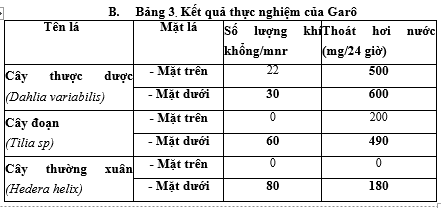 B. Bảng 3. Kết quả thực nghiệm của Garô
Tên lá Mặt lá Số lượng khí khổng/mnr Thoát hơi nước (mg/24 giờ)
Cây thược dược (Dahlia variabilis) - Mặt trên 22 500
- Mặt dưới 30 600
Cây đoạn (Tilia sp) - Mặt trên 0 200
- Mặt dưới 60 490
Cây thường xuân (Hedera helix) - Mặt trên 0 0
- Mặt dưới 80 180